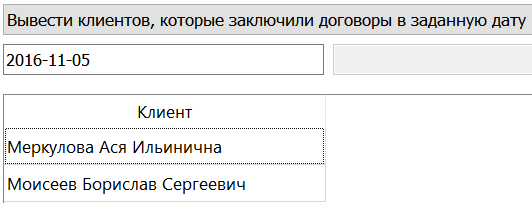 Вывести клиентов, которые заключили договоры в заданную дату
2016-11-05
Клиент
Меркулова Ася Ильинична
Моисеев Борислав Сергеевич